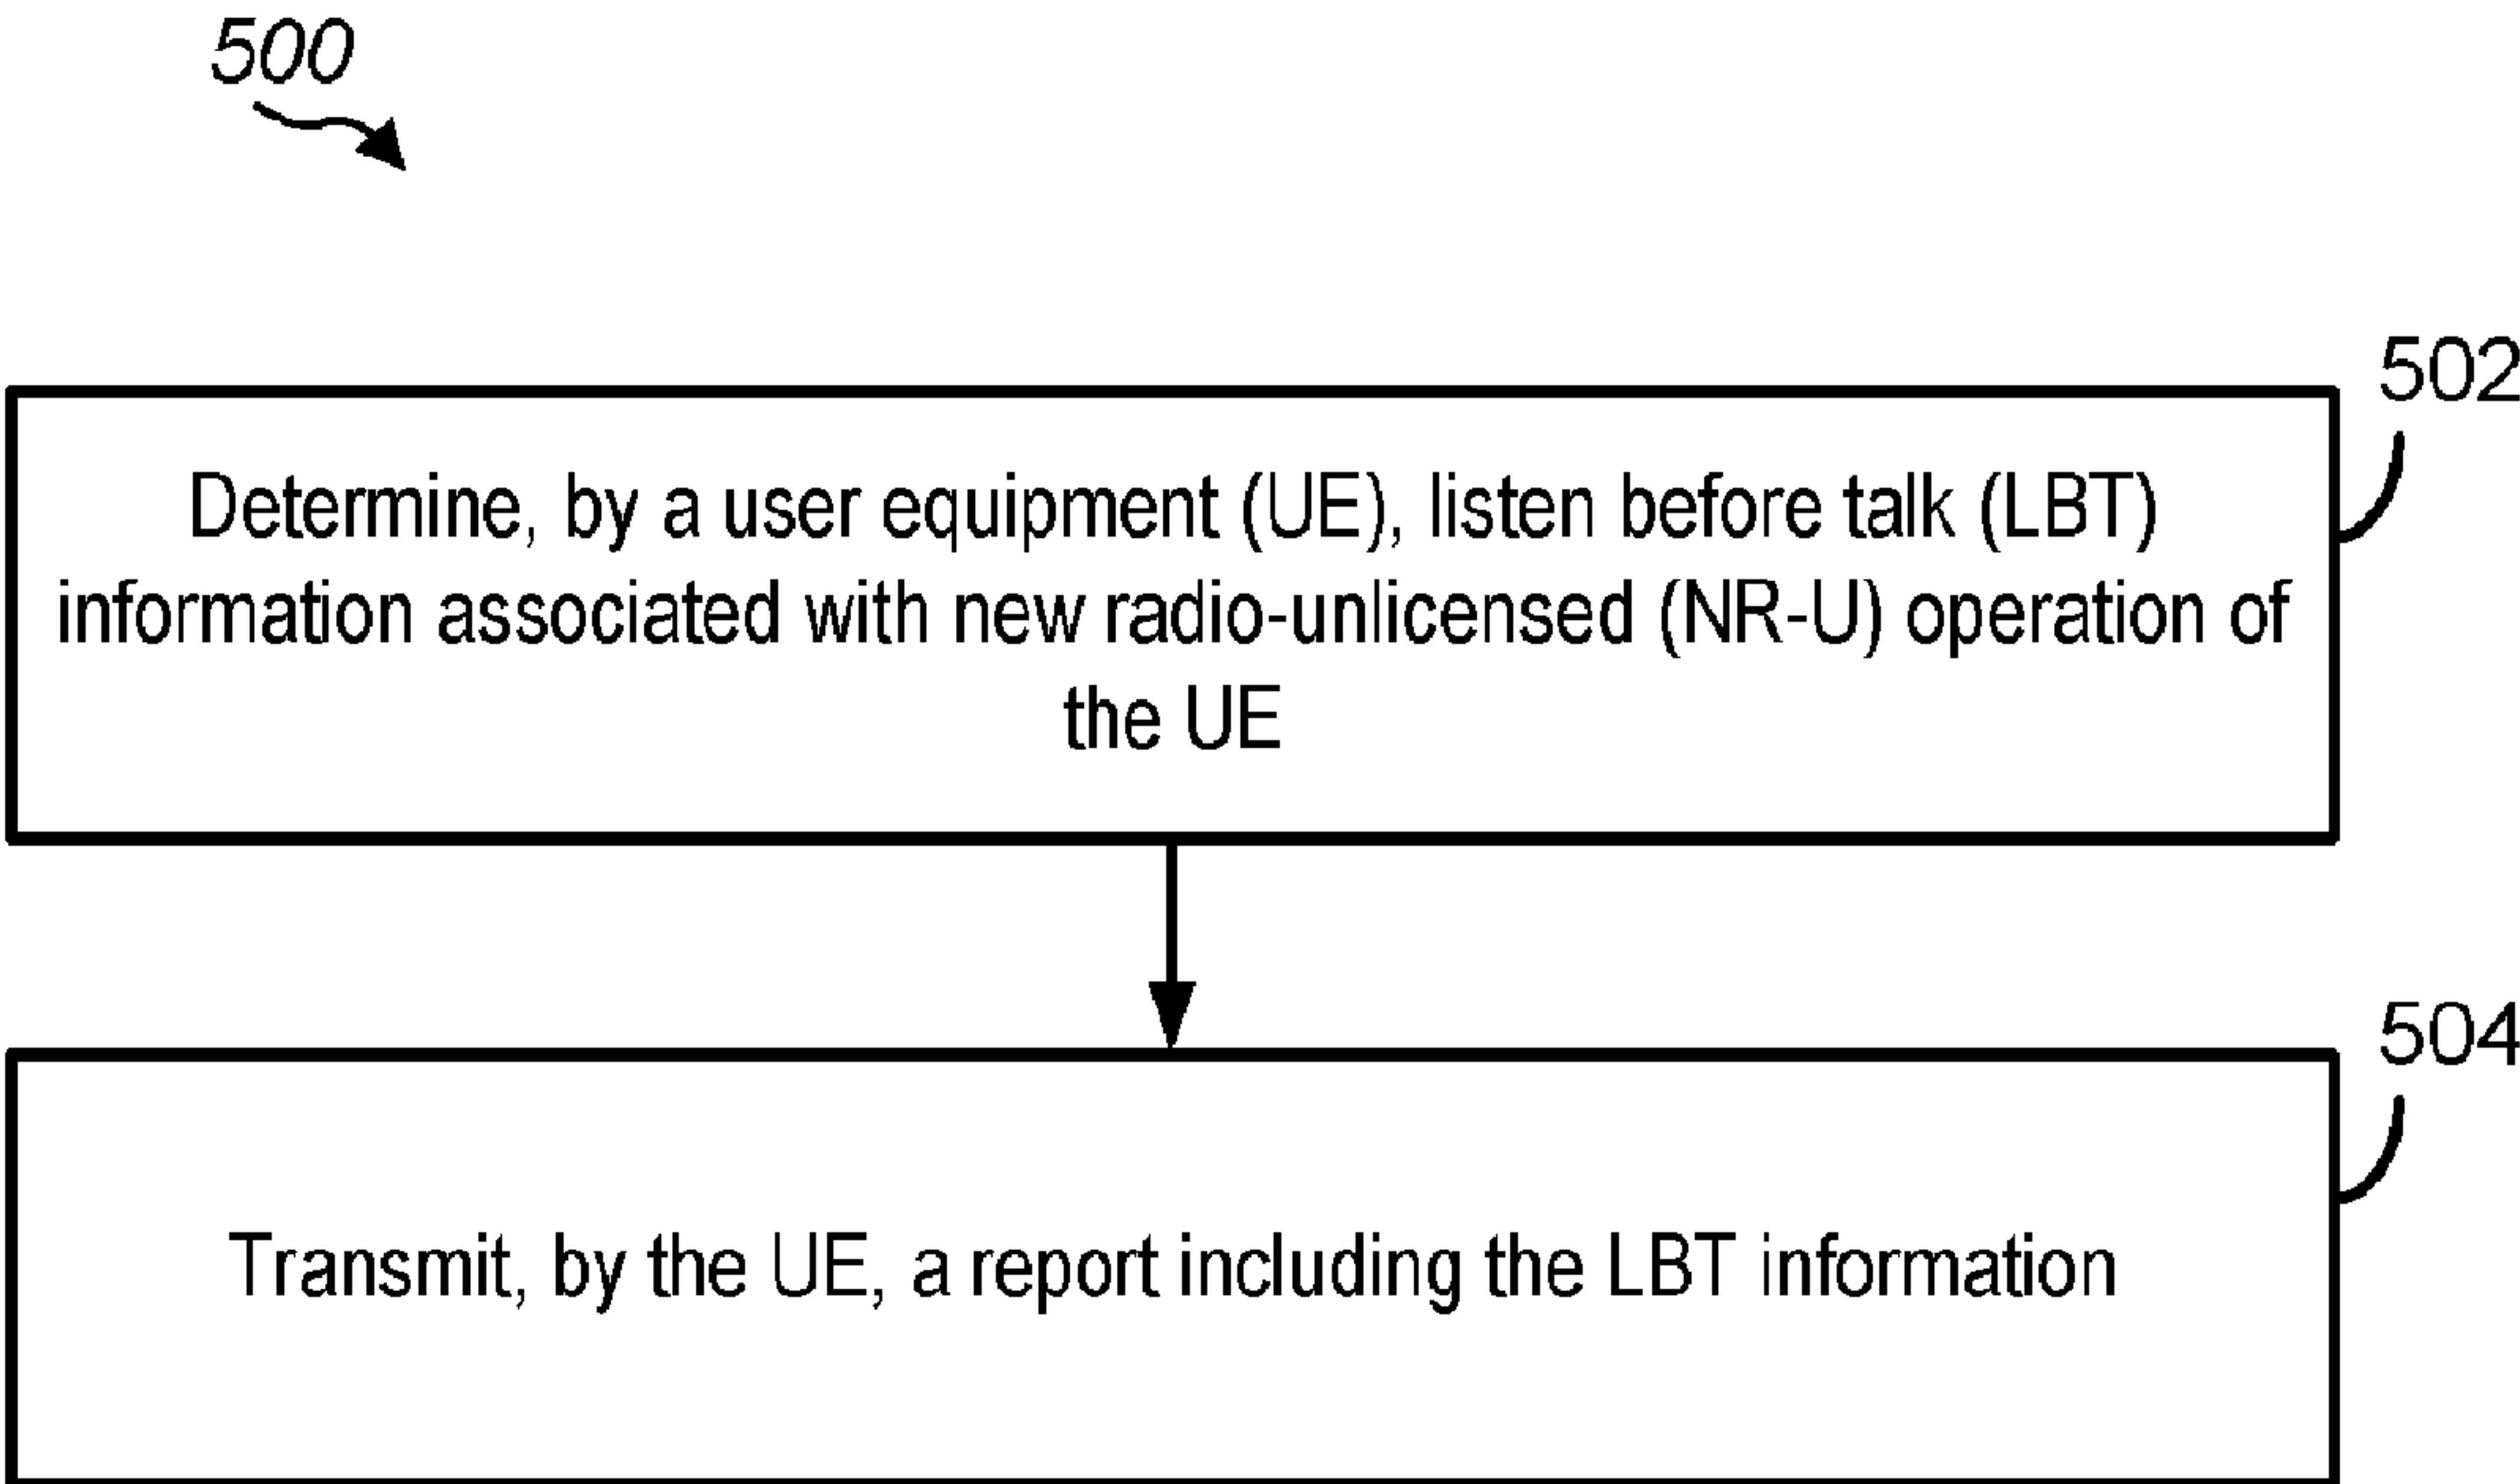 500
502
Determine, by a user equipment (UE), listen before talk (LBT)
information associated with new radio-unlicensed (NR-U) operation of
the UE
504
Transmit, by the UE, a report including the LBT information